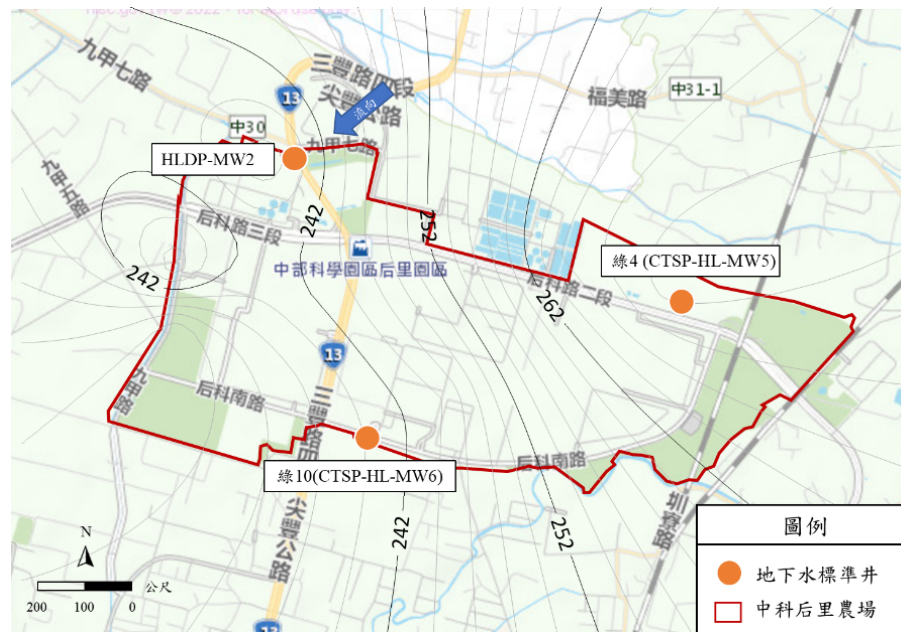 九甲七路
三豐路四段
13
尖豐公路
流向
福美路
中31-1
中30
九甲七路
HLDP-MW2
九甲五路
242
252
后科路三段
中部科學園區后里園區
綠4 (CTSP-HL-MW5)
后科路二段
242
262
13
九甲路
后科南路
三豐路四
后科南路
綠10(CTSP-HL-MW6)
圳寮路
242
252
尖豐公路
N
公尺
200 100 0
13
圖例
地下水標準井
中科后里農場